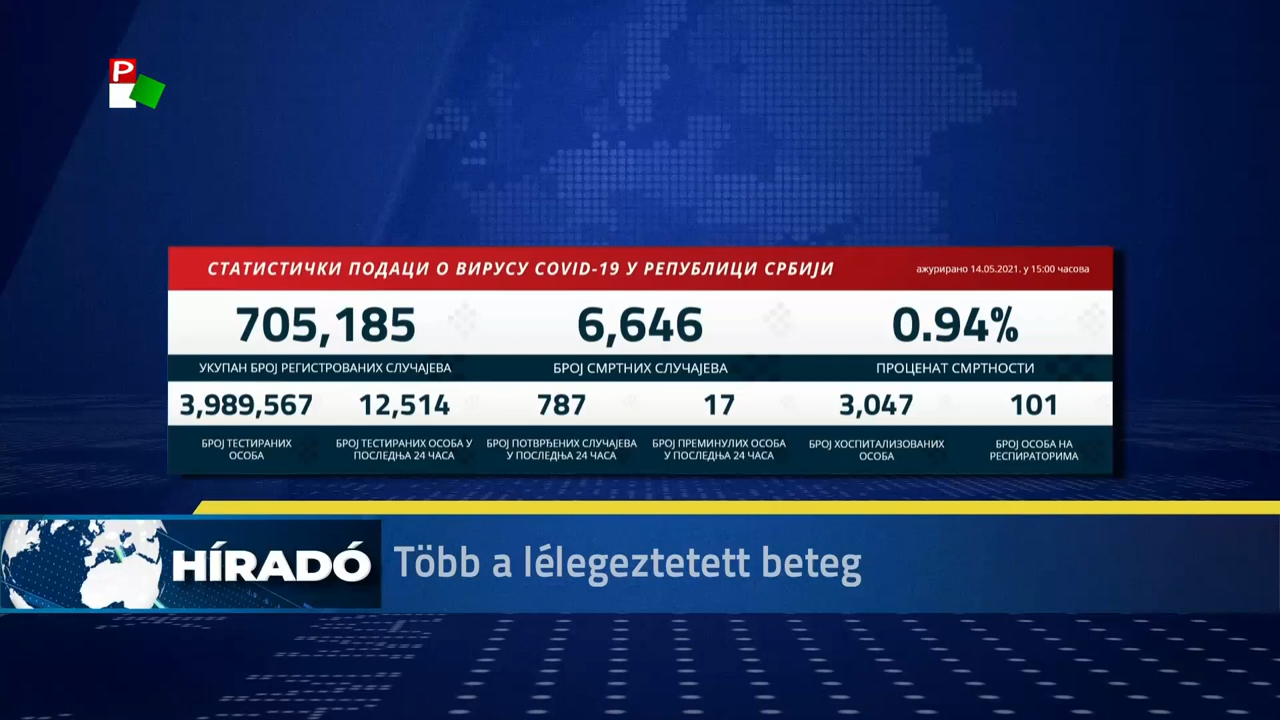 P
СТАТИСТИЧКИ ПОДАЦИ О ВИРУСУ COVID-19 У РЕПУБЛИЦИ СРБИЈИ
ажурирано 14.05.2021. у 15:00 часова
705,185 6,646 0.94%
УКУПАН БРОЈ РЕГИСТРОВАНИХ СЛУЧАЈЕВА БРОЈ СМРТНИХ СЛУЧАЈЕВА ПРОЦЕНАТ СМРТНОСТИ
3,989,567 12,514 787 17 3,047 101
БРОЈ ТЕСТИРАНИХ БРОЈ ТЕСТИРАНИХ ОСОБА У БРОЈ ПОТВРЂЕНИХ СЛУЧАЈЕВА БРОЈ ПРЕМИНУЛИХ ОСОБА БРОЈ ХОСПИТАЛИЗОВАНИХ БРОЈ ОСОБА НА
ОСОБА ПОСЛЕДЊА 24 ЧАСА У ПОСЛЕДЊА 24 ЧАСА У ПОСЛЕДЊА 24 ЧАСА ОСОБА РЕСПИРАТОРИМА
HÍRADÓ
Több a lélegeztetett beteg